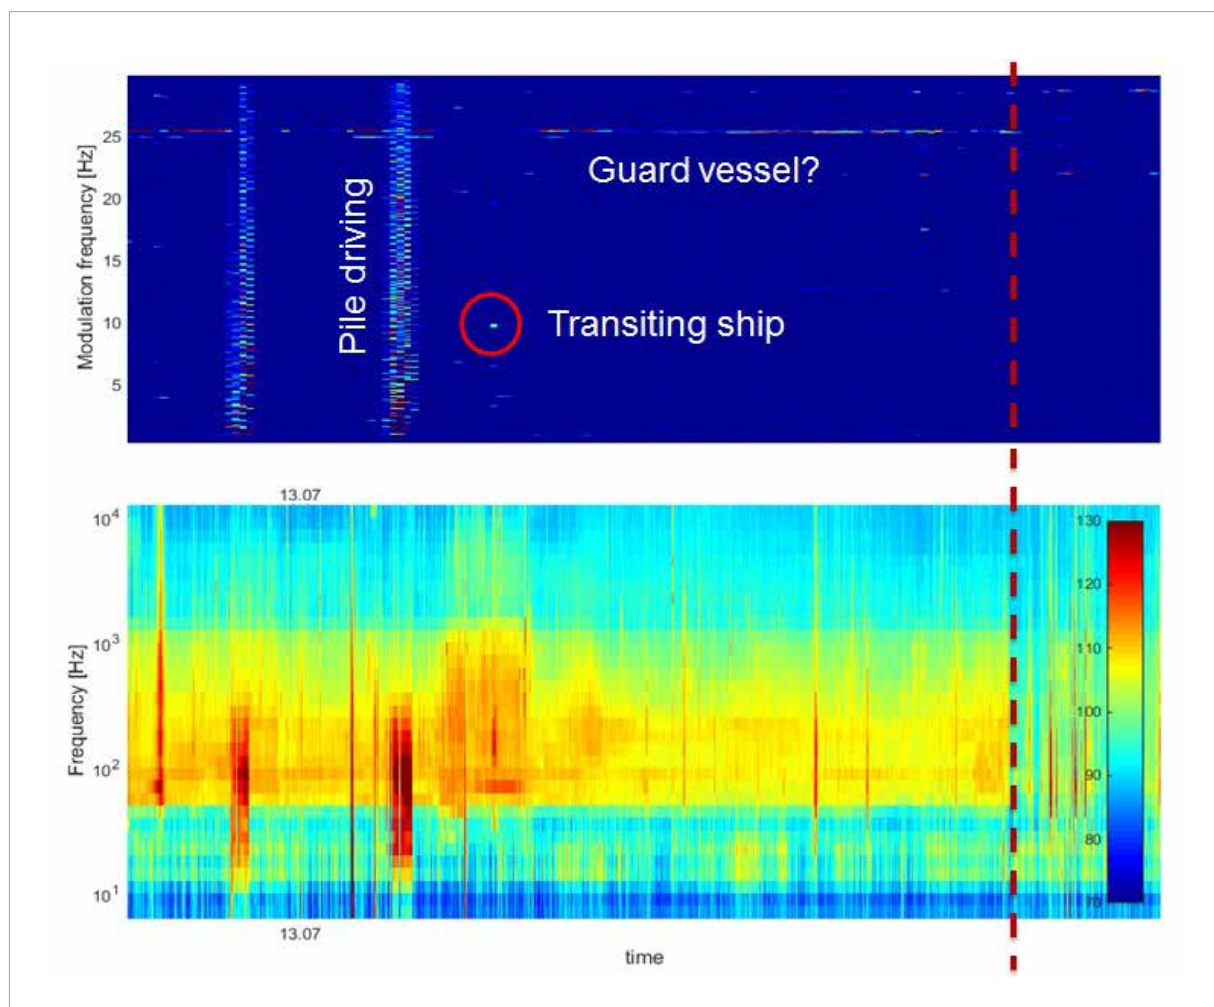 Modulation frequency [Hz]
25
20
15
10
5
Pile driving
Guard vessel?
Transiting ship
13.07
Frequency [Hz]
10^4
10^3
10^2
10^1
130
110
100
90
80
70
13.07
time